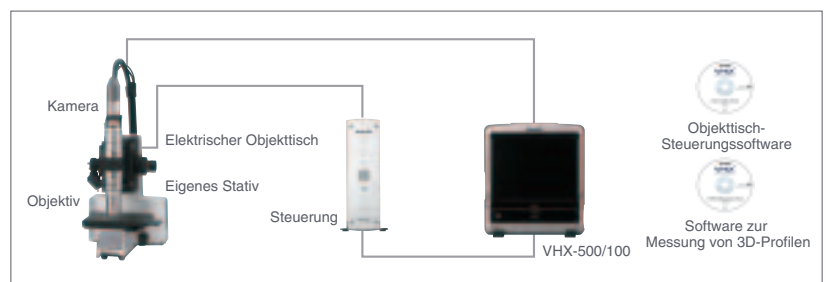 Kamera
Elektrischer Objekttisch
Eigenes Stativ
Objektiv
Steuerung
VHX-500/100
Objekttisch-
Steuerungssoftware
Software zur
Messung von 3D-Profilen